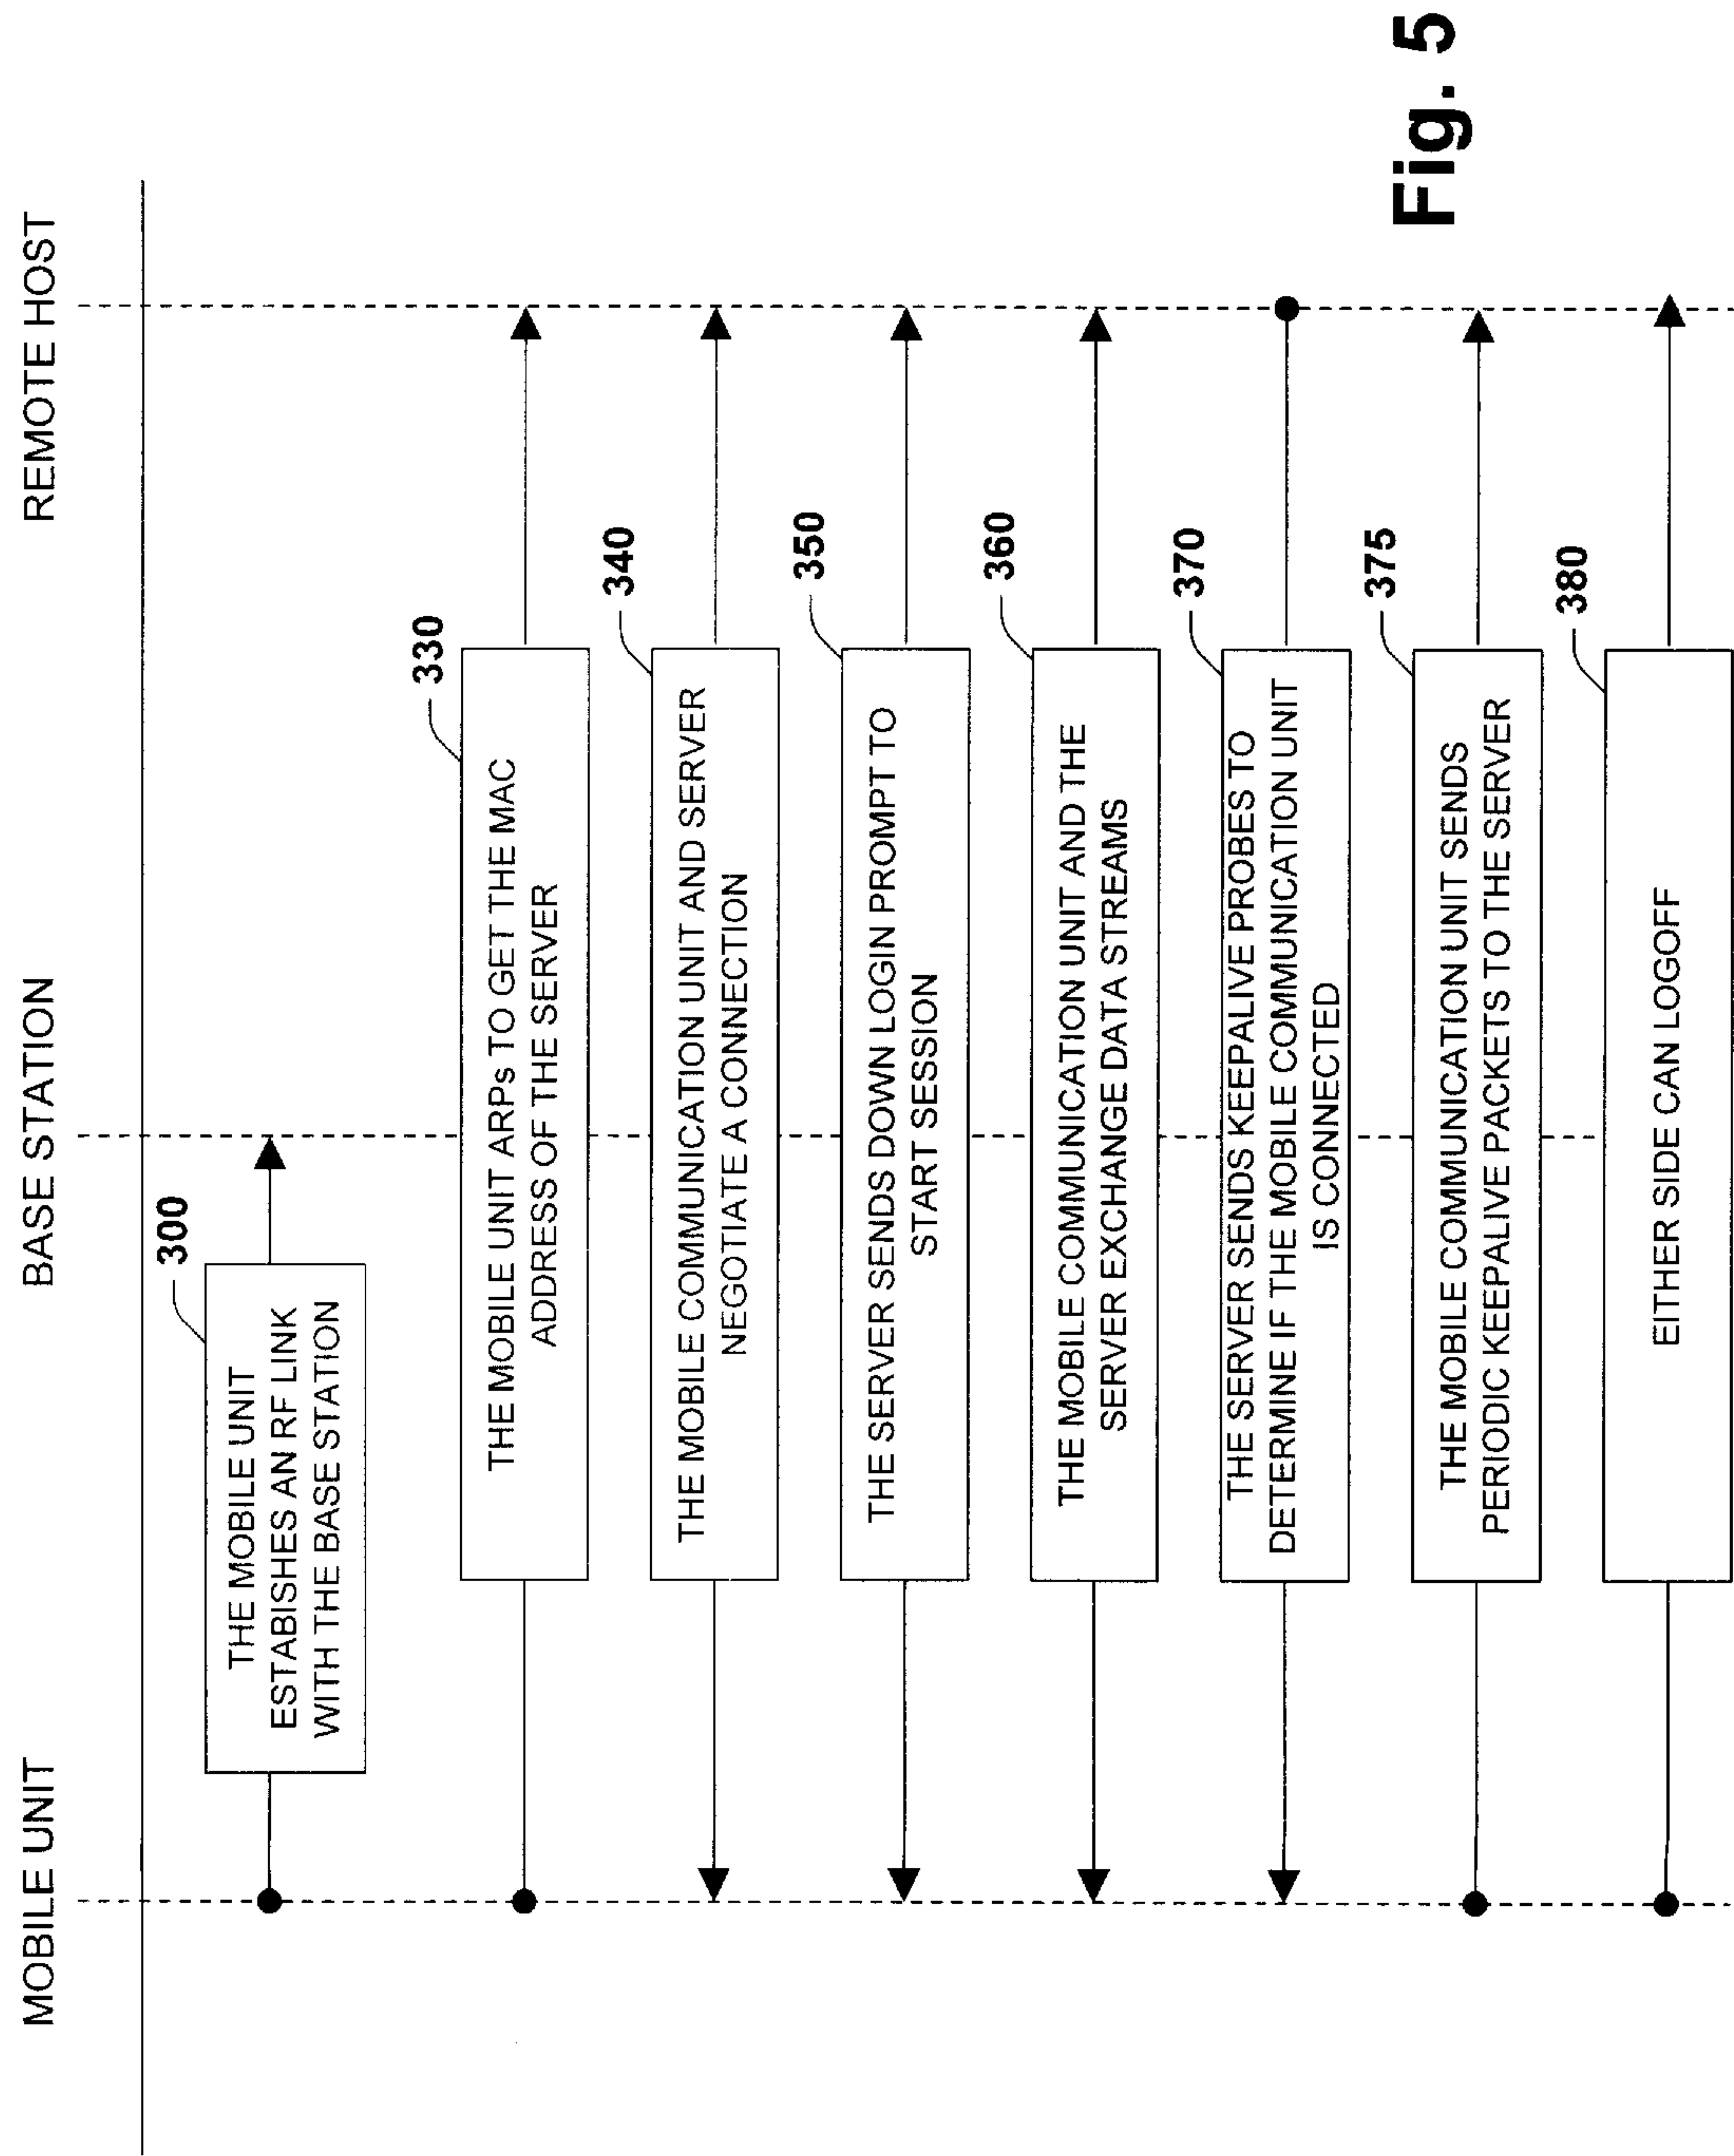 MOBILE UNIT
BASE STATION
REMOTE HOST
300
THE MOBILE UNIT
ESTABISHES AN RF LINK
WITH THE BASE STATION
330
THE MOBILE UNIT ARPs TO GET THE MAC
ADDRESS OF THE SERVER
340
THE MOBILE COMMUNICATION UNIT AND SERVER
NEGOTIATE A CONNECTION
350
THE SERVER SENDS DOWN LOGIN PROMPT TO
START SESSION
360
THE MOBILE COMMUNICATION UNIT AND THE
SERVER EXCHANGE DATA STREAMS
370
THE SERVER SENDS KEEPALIVE PROBES TO
DETERMINE IF THE MOBILE COMMUNICATION UNIT
IS CONNECTED
375
THE MOBILE COMMUNICATION UNIT SENDS
PERIODIC KEEPALIVE PACKETS TO THE SERVER
380
EITHER SIDE CAN LOGOFF
Fig. 5